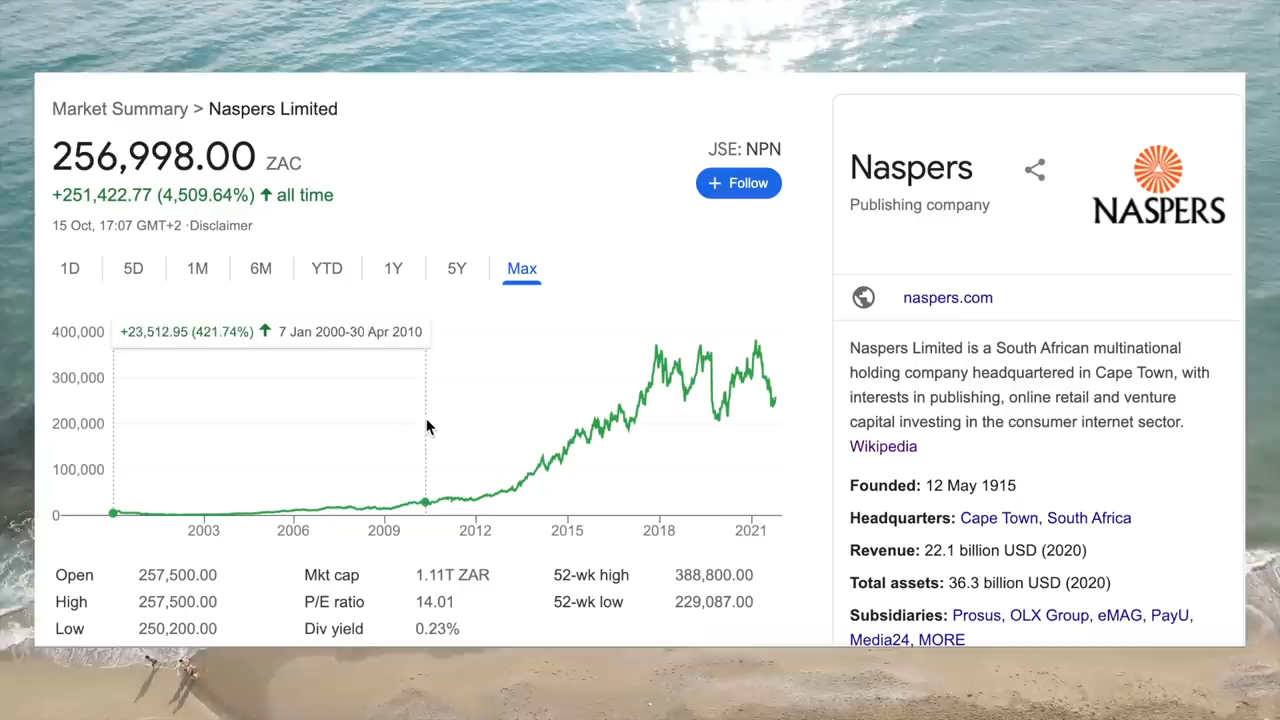 Market Summary > Naspers Limited
256,998.00 ZAC
+251,422.77 (4,509.64%) ↑ all time
15 Oct, 17:07 GMT+2 ·Disclaimer
JSE: NPN
+ Follow
1D 5D 1M 6M YTD 1Y 5Y Max
+23,512.95 (421.74%) ↑ 7 Jan 2000-30 Apr 2010
400,000
300,000
200,000
100,000
0
2003 2006 2009 2012 2015 2018 2021
Open 257,500.00 Mkt cap 1.11T ZAR 52-wk high 388,800.00
High 257,500.00 P/E ratio 14.01 52-wk low 229,087.00
Low 250,200.00 Div yield 0.23%
Naspers
Publishing company
NASPERS
naspers.com
Naspers Limited is a South African multinational
holding company headquartered in Cape Town, with
interests in publishing, online retail and venture
capital investing in the consumer internet sector.
Wikipedia
Founded: 12 May 1915
Headquarters: Cape Town, South Africa
Revenue: 22.1 billion USD (2020)
Total assets: 36.3 billion USD (2020)
Subsidiaries: Prosus, OLX Group, eMAG, PayU,
Media24, MORE